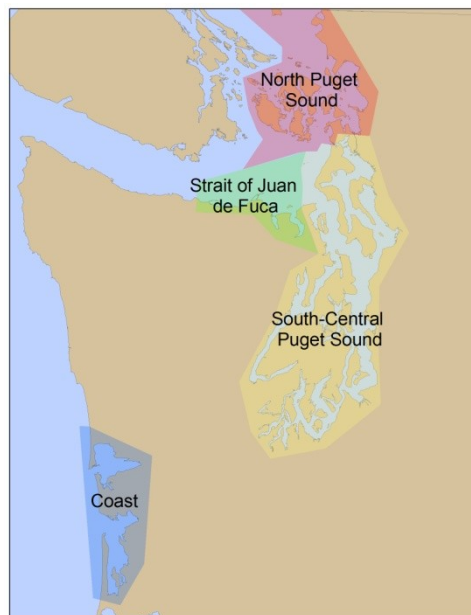 North Puget
Sound
Strait of Juan
de Fuca
South-Central
Puget Sound
Coast